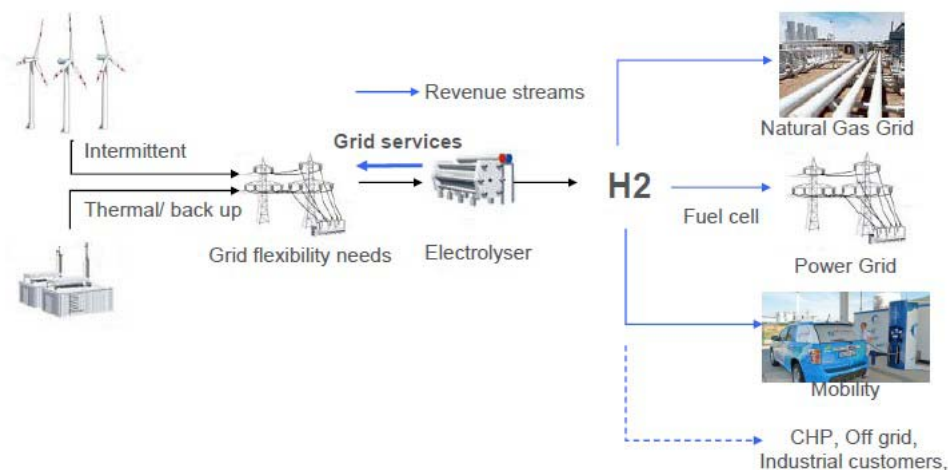 Revenue streams
Natural Gas Grid
Intermittent
Grid services
H2
Thermal/ back up
Fuel cell
Grid flexibility needs
Electrolyser
Power Grid
Mobility
CHP, Off grid,
Industrial customers,